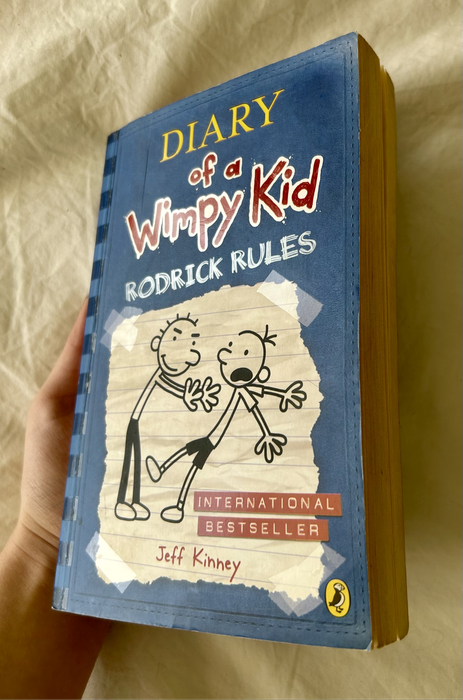 DIARY
of a
Wimpy Kid
RODRICK RULES
INTERNATIONAL
BESTSELLER
Jeff Kinney